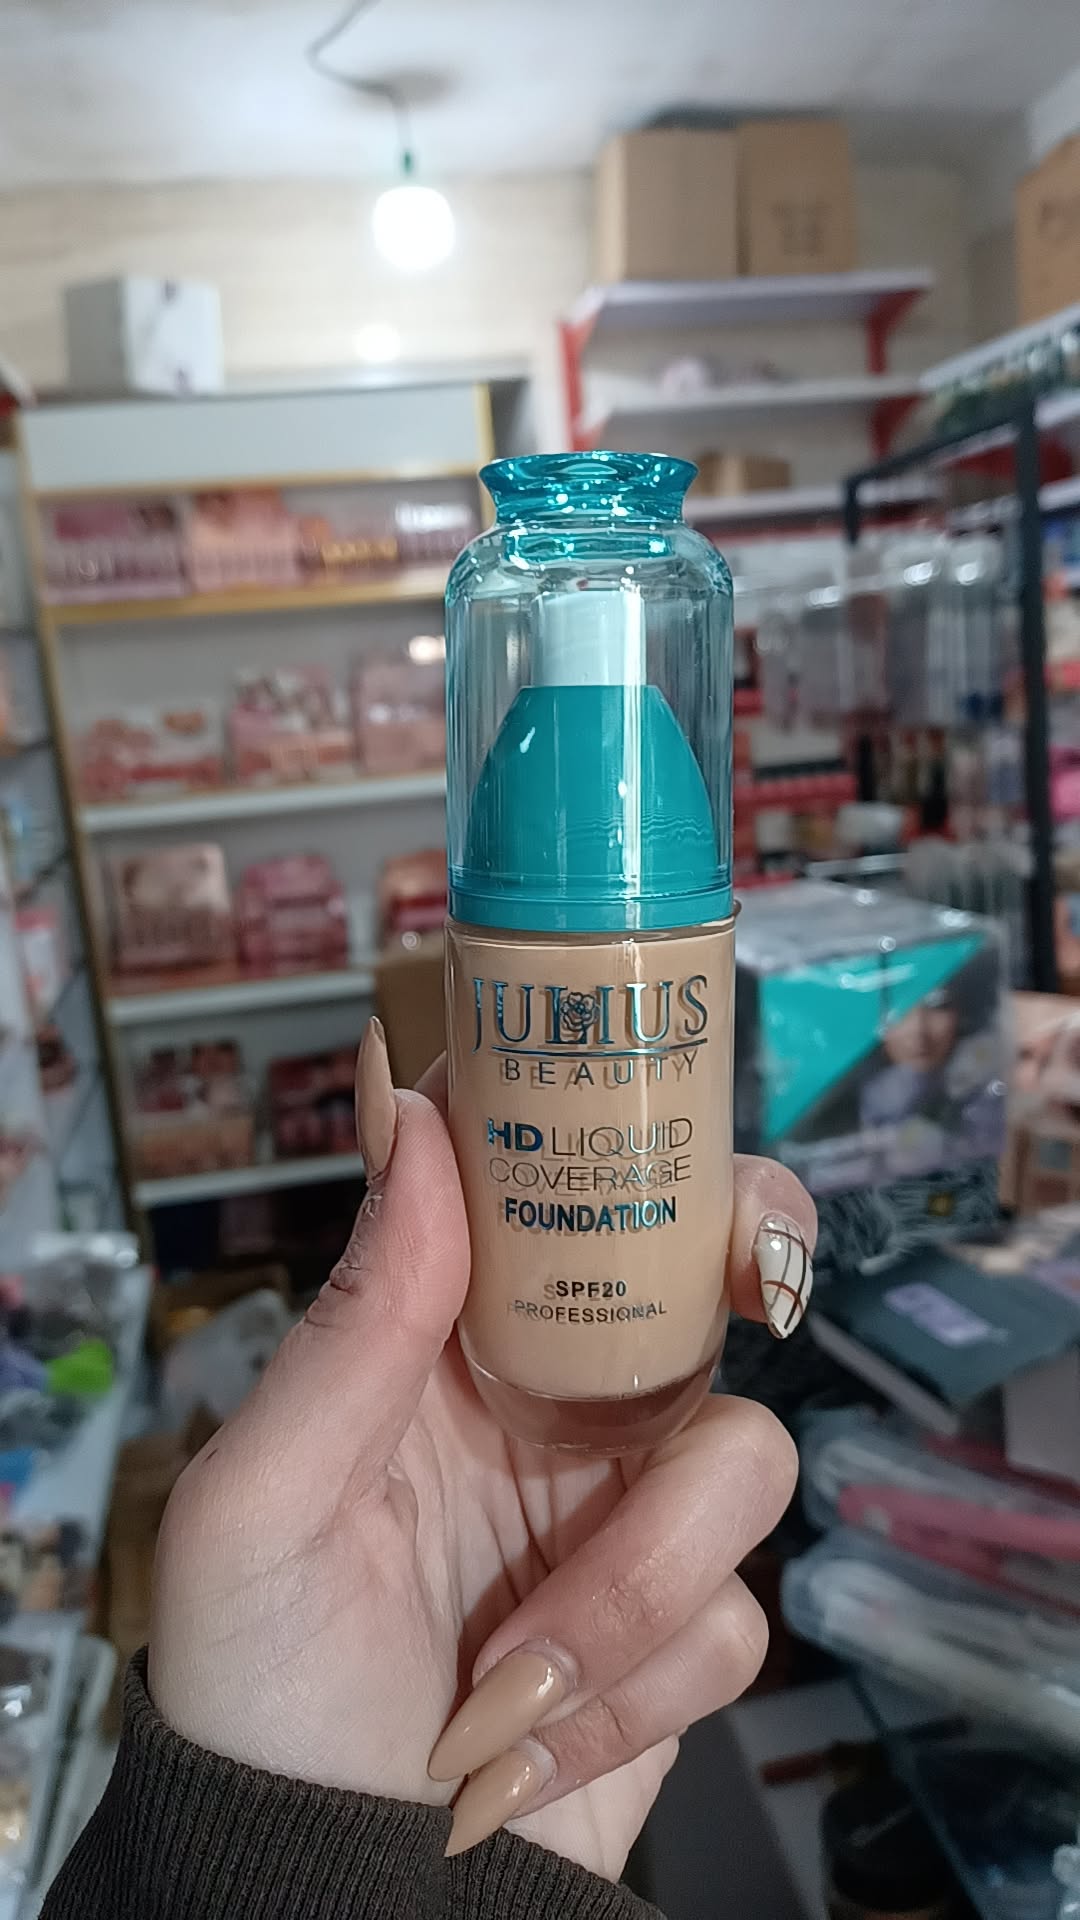 JULIUS
BEAUTY
HD LIQUID
COVERAGE
FOUNDATION
SPF20
PROFESSIONAL